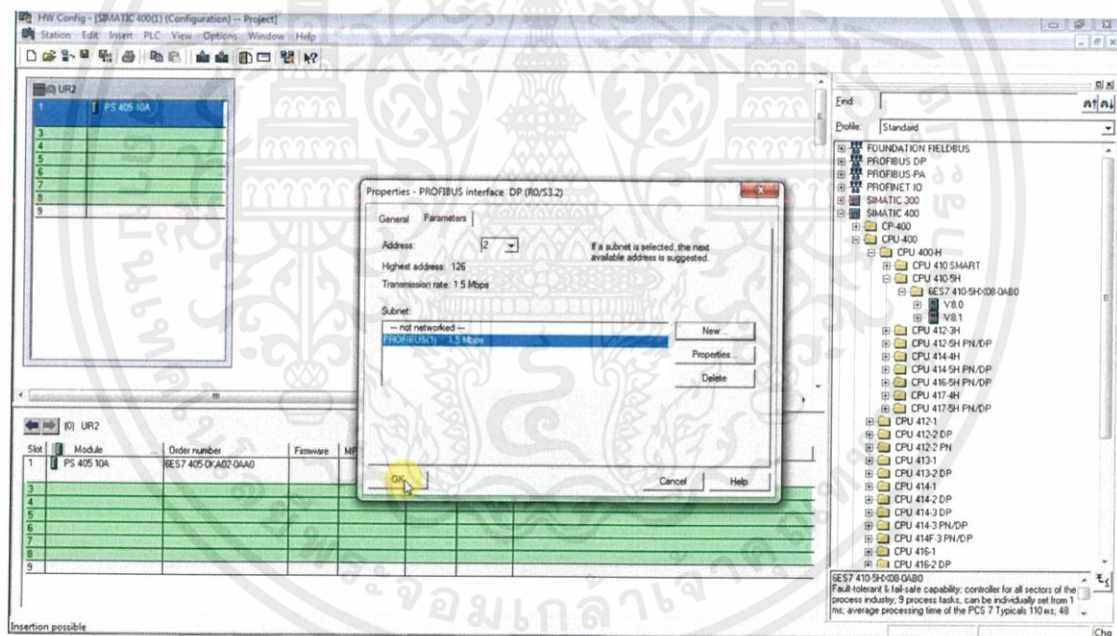 HW Config - [SIMATIC 400(1) (Configuration) -- Project]
Station Edit Insert PLC View Options Window Help
(0) UR2
1 PS 405 10A
3
4
5
6
7
8
9
Find:
Profile: Standard
FOUNDATION FIELDBUS
PROFIBUS DP
PROFIBUS-PA
PROFINET IO
SIMATIC 300
SIMATIC 400
CP-400
CPU-400
CPU 400-H
CPU 410 SMART
CPU 410-5H
6ES7 410-5HX08-0AB0
V8.0
V8.1
CPU 412-3H
CPU 412-5H PN/DP
CPU 414-4H
CPU 414-5H PN/DP
CPU 416-5H PN/DP
CPU 417-4H
CPU 417-5H PN/DP
CPU 412-1
CPU 412-2 DP
CPU 412-2 PN
CPU 413-1
CPU 413-2 DP
CPU 414-1
CPU 414-2 DP
CPU 414-3 DP
CPU 414-3 PN/DP
CPU 414F-3 PN/DP
CPU 416-1
CPU 416-2 DP
6ES7 410-5HX08-0AB0
Fault-tolerant & fail-safe capability; controller for all sectors of the
process industry; 9 process tasks, can be individually set from 1
ms; average processing time of the PCS 7 Typicals 110 ms; 48
Properties - PROFIBUS interface DP (R0/S3.2)
General Parameters
Address: 2
If a subnet is selected, the next
available address is suggested.
Highest address: 126
Transmission rate: 1.5 Mbps
Subnet:
--- not networked ---
PROFIBUS(1) 1.5 Mbps
New...
Properties...
Delete
OK
Cancel
Help
(0) UR2
Slot Module ... Order number Firmware
1 PS 405 10A 6ES7 405-0KA02-0AA0
3
4
5
6
7
8
9
Insertion possible
Chg